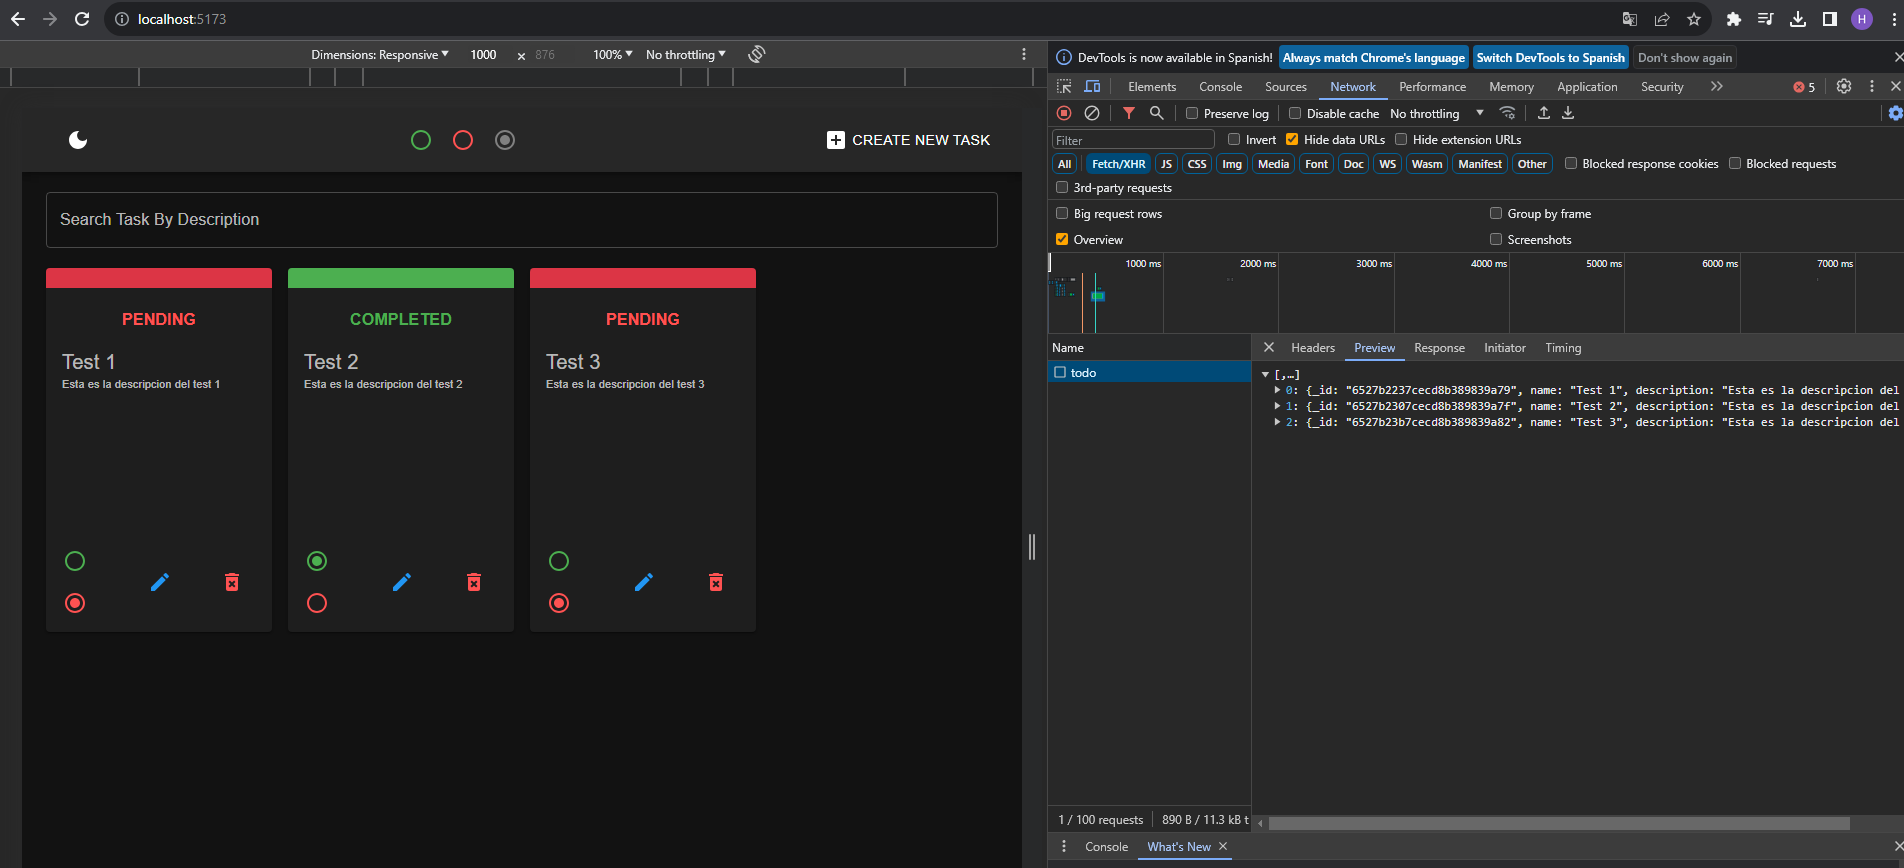 localhost:5173
H
Dimensions: Responsive 1000 × 876 100% No throttling
DevTools is now available in Spanish! Always match Chrome's language Switch DevTools to Spanish Don't show again
Elements Console Sources Network Performance Memory Application Security 5
Preserve log Disable cache No throttling
Filter Invert Hide data URLs Hide extension URLs
All Fetch/XHR JS CSS Img Media Font Doc WS Wasm Manifest Other Blocked response cookies Blocked requests
3rd-party requests
Big request rows Group by frame
Overview Screenshots
1000 ms 2000 ms 3000 ms 4000 ms 5000 ms 6000 ms 7000 ms
CREATE NEW TASK
Search Task By Description
PENDING
Test 1
Esta es la descripcion del test 1
COMPLETED
Test 2
Esta es la descripcion del test 2
PENDING
Test 3
Esta es la descripcion del test 3
Name
todo
Headers Preview Response Initiator Timing
[,…]
0: {_id: "6527b2237cecd8b389839a79", name: "Test 1", description: "Esta es la descripcion del
1: {_id: "6527b2307cecd8b389839a7f", name: "Test 2", description: "Esta es la descripcion del
2: {_id: "6527b23b7cecd8b389839a82", name: "Test 3", description: "Esta es la descripcion del
1 / 100 requests 890 B / 11.3 kB t
Console What's New